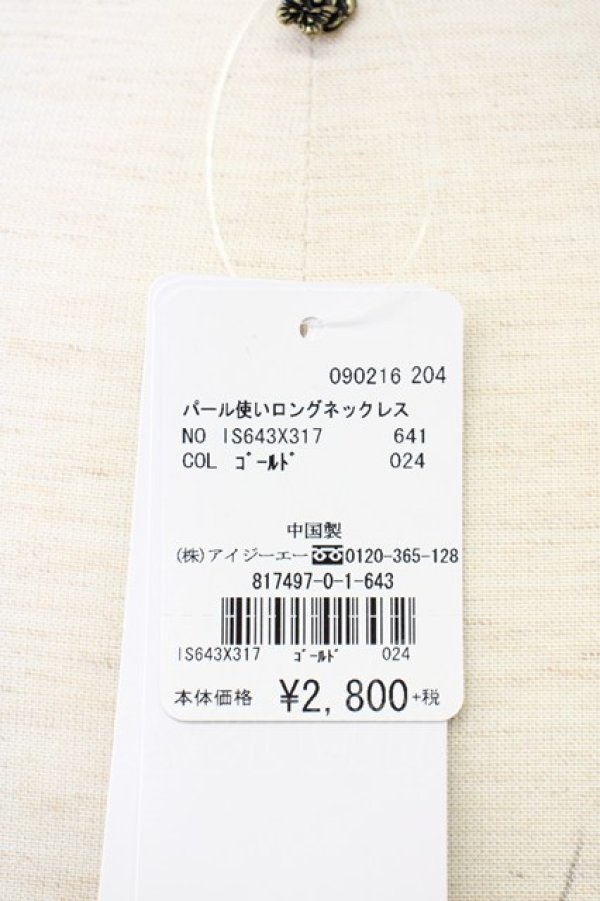 090216 204
パール使いロングネックレス
NO IS643X317 641
COL ゴールド 024
中国製
(株)アイジーエー 0120-365-128
817497-0-1-643
IS643X317 ゴールド 024
本体価格 ¥2,800+税